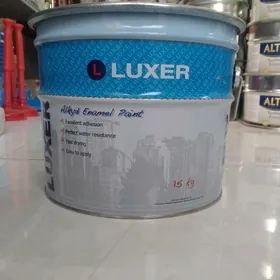 L LUXER
Alkyd Enamel Paint
Excellent adhesion
Perfect water resistance
Fast drying
Easy to apply
LUXER
15 Kg
ALT
ALT